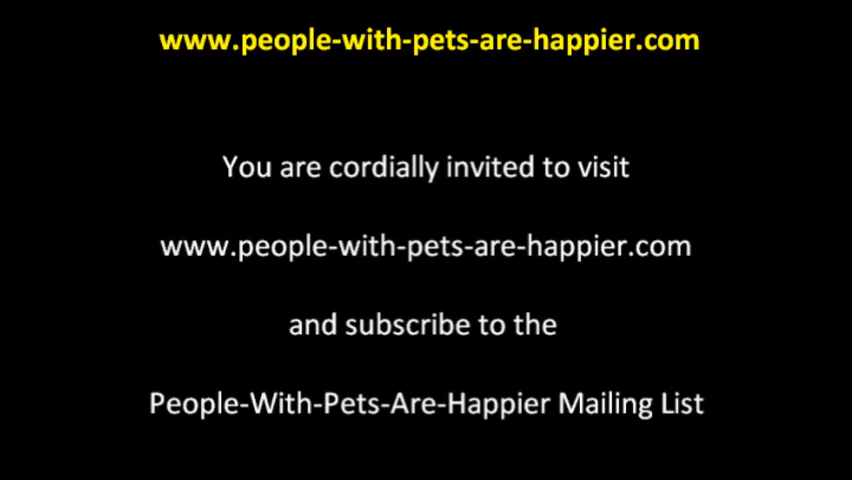 www.people-with-pets-are-happier.com
You are cordially invited to visit
www.people-with-pets-are-happier.com
and subscribe to the
People-With-Pets-Are-Happier Mailing List